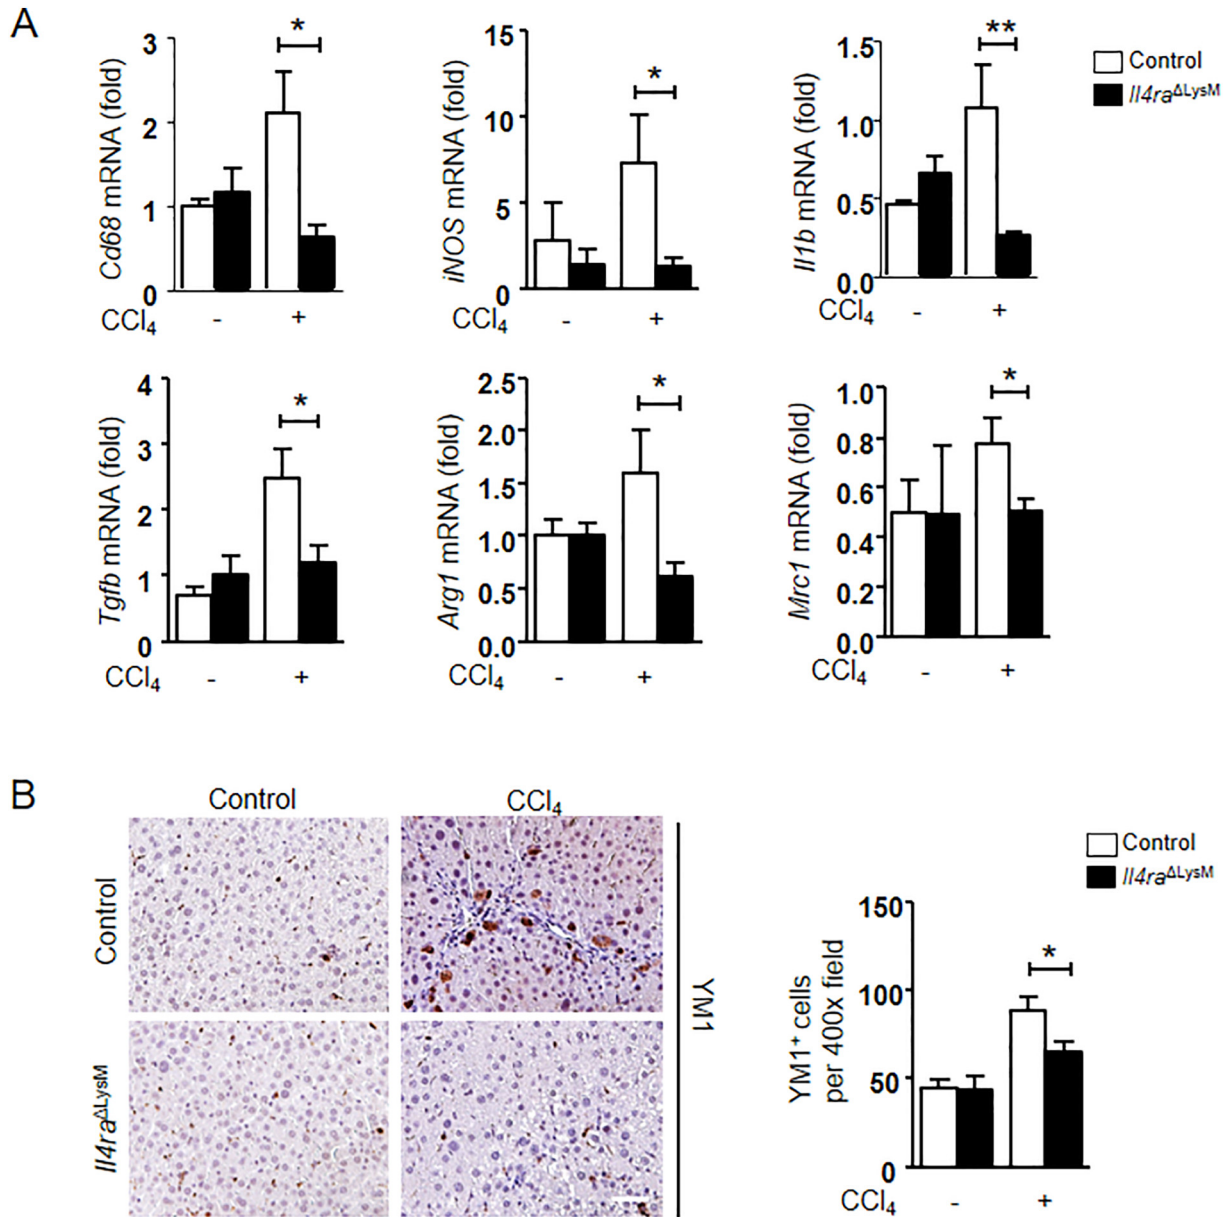 A
Cd68 mRNA (fold)
3
2
1
0
*
CCl4 - +
iNOS mRNA (fold)
15
10
5
0
*
CCl4 - +
Il1b mRNA (fold)
1.5
1.0
0.5
0.0
**
CCl4 - +
Control
Il4raΔLysM
Tgfb mRNA (fold)
4
3
2
1
0
*
CCl4 - +
Arg1 mRNA (fold)
2.5
2.0
1.5
1.0
0.5
0.0
*
CCl4 - +
Mrc1 mRNA (fold)
1.0
0.8
0.6
0.4
0.2
0.0
*
CCl4 - +
B
Control CCl4
Control
Il4raΔLysM
YM1
Control
Il4raΔLysM
YM1+ cells
per 400x field
150
100
50
0
*
CCl4 - +